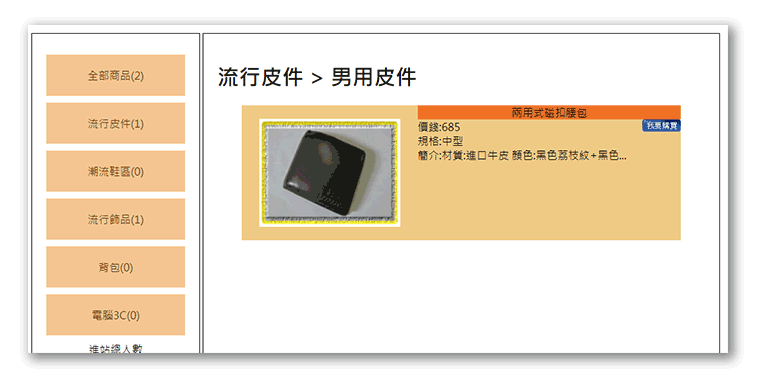 全部商品(2)
流行皮件(1)
潮流鞋區(0)
流行飾品(1)
背包(0)
電腦3C(0)
進站總人數
流行皮件 > 男用皮件
兩用式磁扣腰包
價錢:685
我要購買
規格:中型
簡介:材質:進口牛皮 顏色:黑色荔枝紋+黑色...